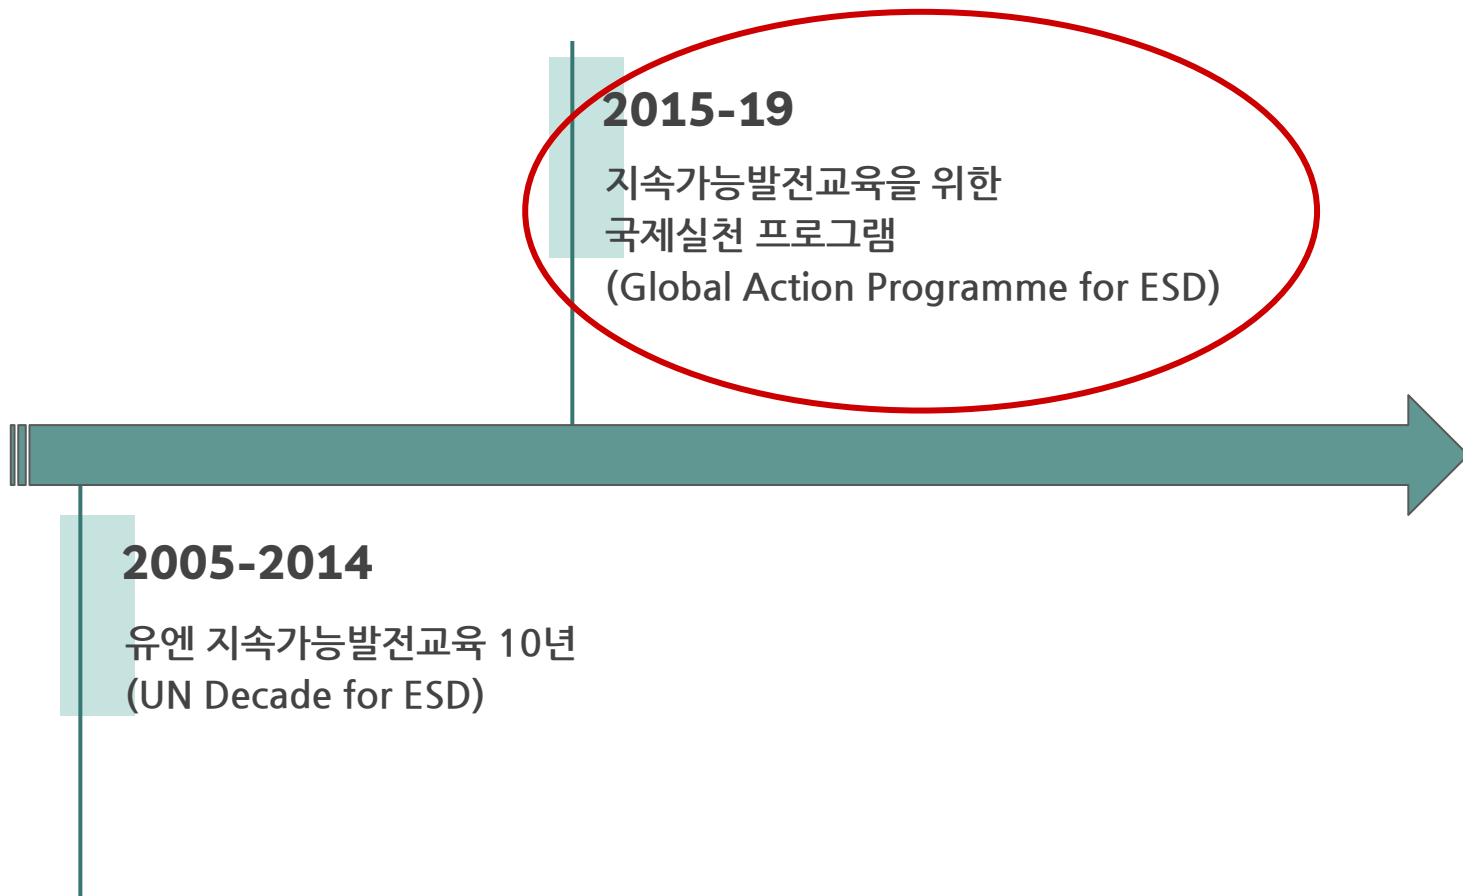 2015-19
지속가능발전교육을 위한
국제실천 프로그램
(Global Action Programme for ESD)
2005-2014
유엔 지속가능발전교육 10년
(UN Decade for ESD)